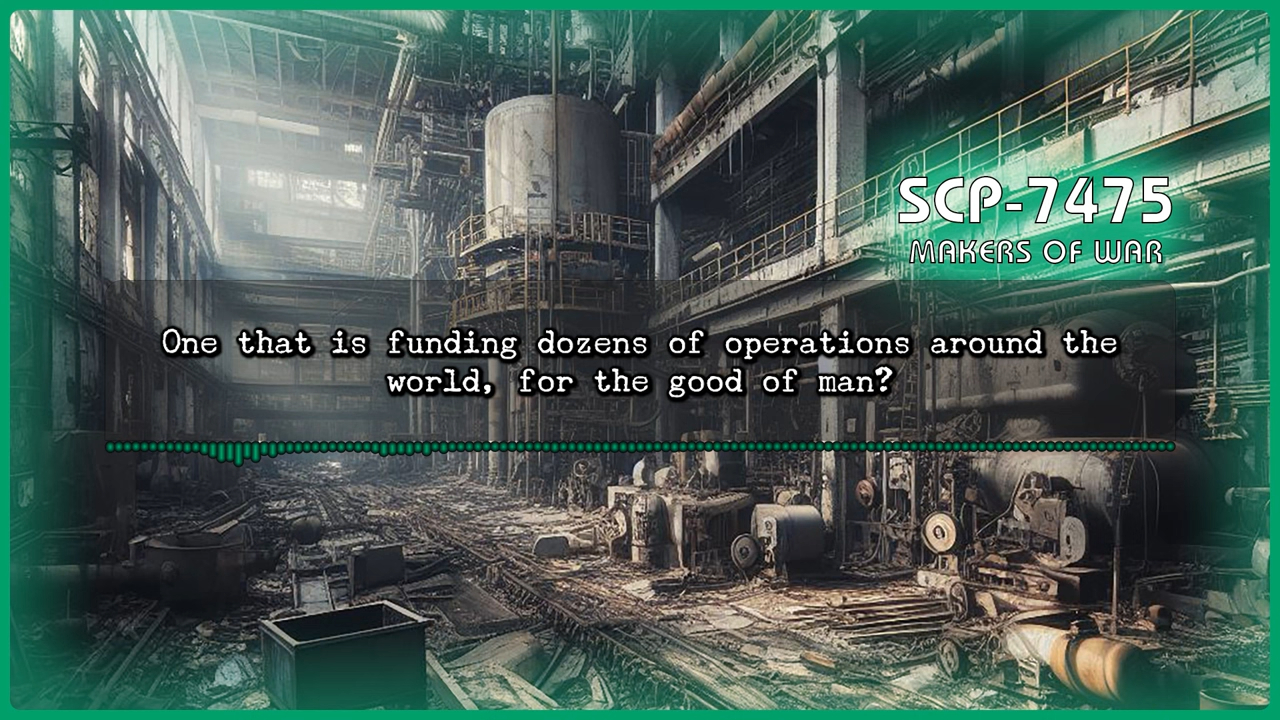 SCP-7475
MAKERS OF WAR
One that is funding dozens of operations around the
world, for the good of man?